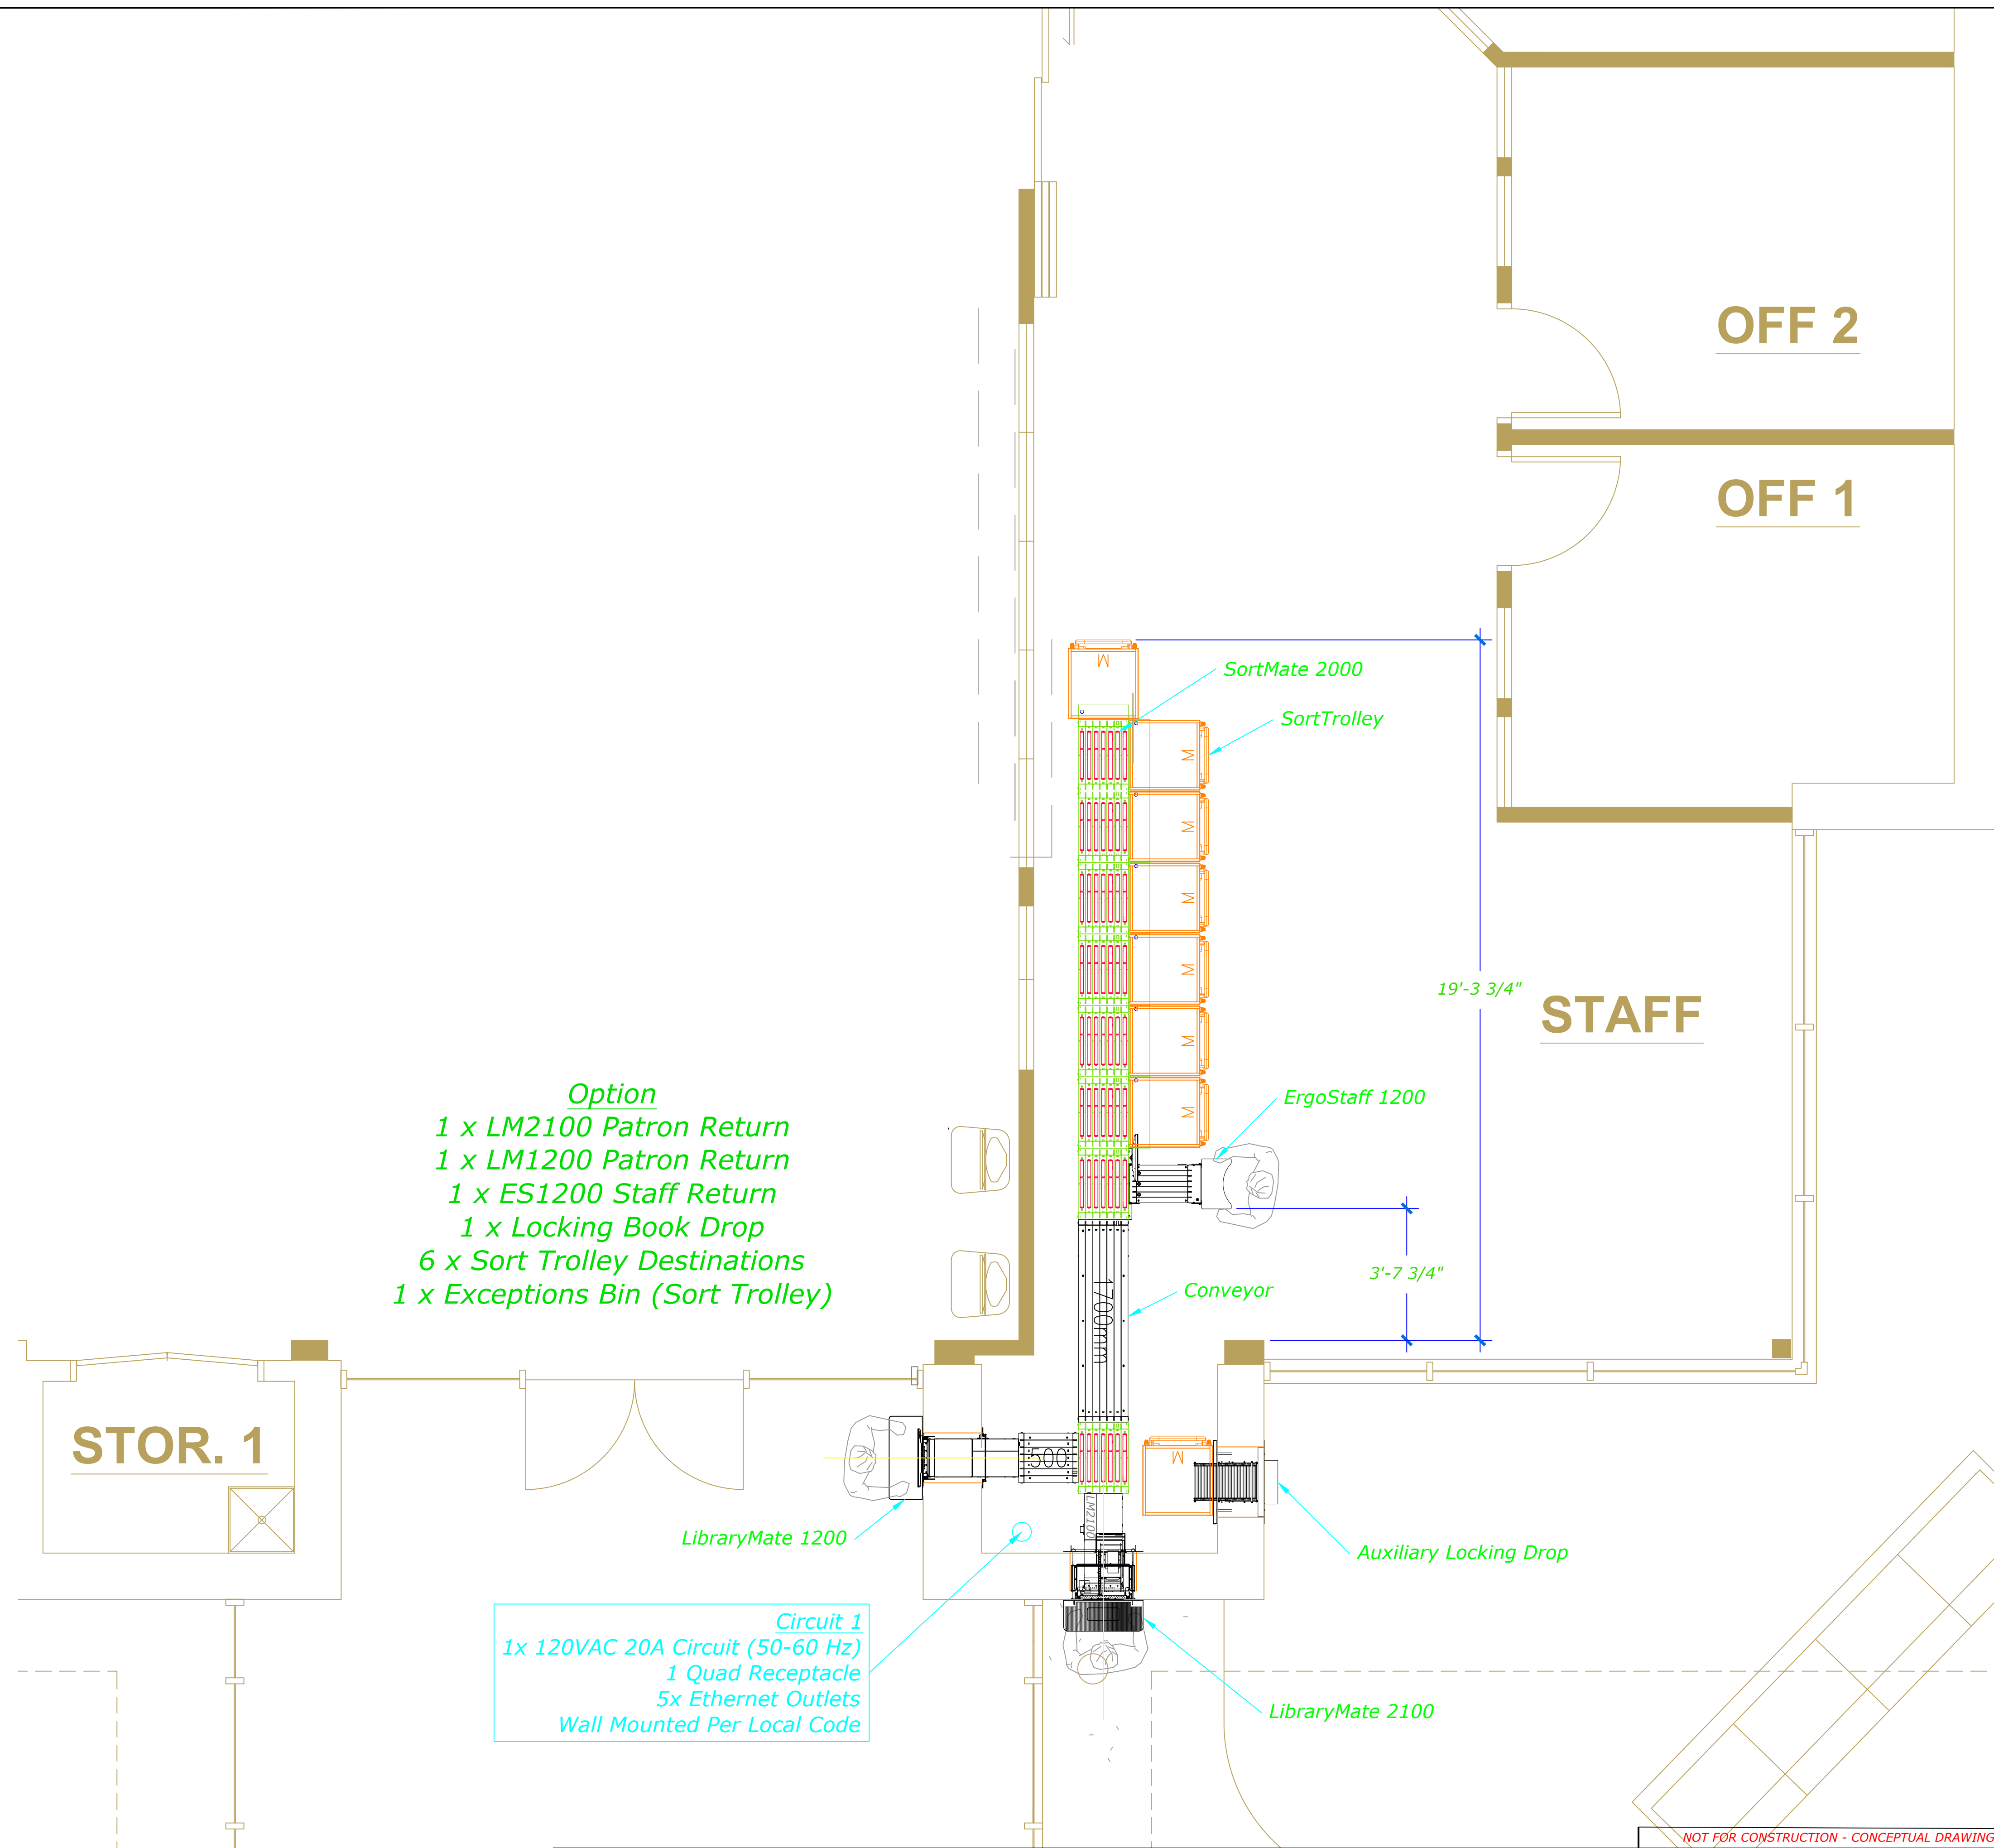 OFF 2
OFF 1
M
SortMate 2000
SortTrolley
M
M
M
M
M
M
19'-3 3/4"
STAFF
Option
1 x LM2100 Patron Return
1 x LM1200 Patron Return
1 x ES1200 Staff Return
1 x Locking Book Drop
6 x Sort Trolley Destinations
1 x Exceptions Bin (Sort Trolley)
ErgoStaff 1200
3'-7 3/4"
Conveyor
1700mm
STOR. 1
500
M
LM2100
LibraryMate 1200
Auxiliary Locking Drop
Circuit 1
1x 120VAC 20A Circuit (50-60 Hz)
1 Quad Receptacle
5x Ethernet Outlets
Wall Mounted Per Local Code
LibraryMate 2100
NOT FOR CONSTRUCTION - CONCEPTUAL DRAWING